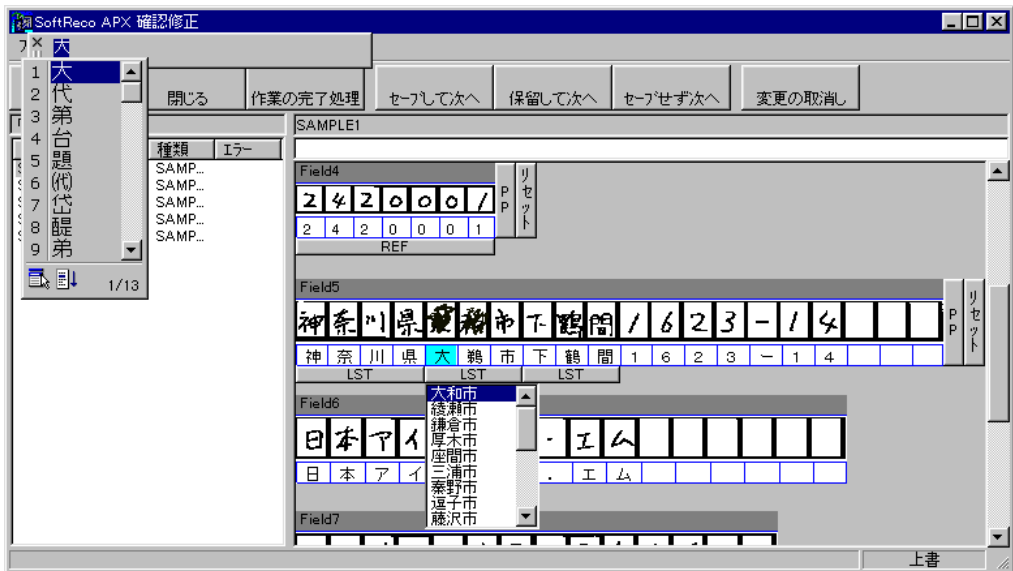 SoftReco APX 確認修正
大
1 大
2 代
3 第
4 台
5 題
6 ㈹
7 岱
8 醍
9 弟
1/13
閉じる 作業の完了処理 セーブして次へ 保留して次へ セーブせず次へ 変更の取消し
SAMPLE1
種類 エラー
SAMP...
SAMP...
SAMP...
SAMP...
SAMP...
Field4
2420001
2 4 2 0 0 0 1
REF
PP
リセット
Field5
神奈川県 市下鶴間1623-14
神 奈 川 県 大 鵜 市 下 鶴 間 1 6 2 3 ー 1 4
LST LST LST
PP
リセット
大和市
綾瀬市
鎌倉市
厚木市
座間市
三浦市
秦野市
逗子市
藤沢市
Field6
日本アイ ・エム
日 本 ア イ . エ ム
Field7
上書